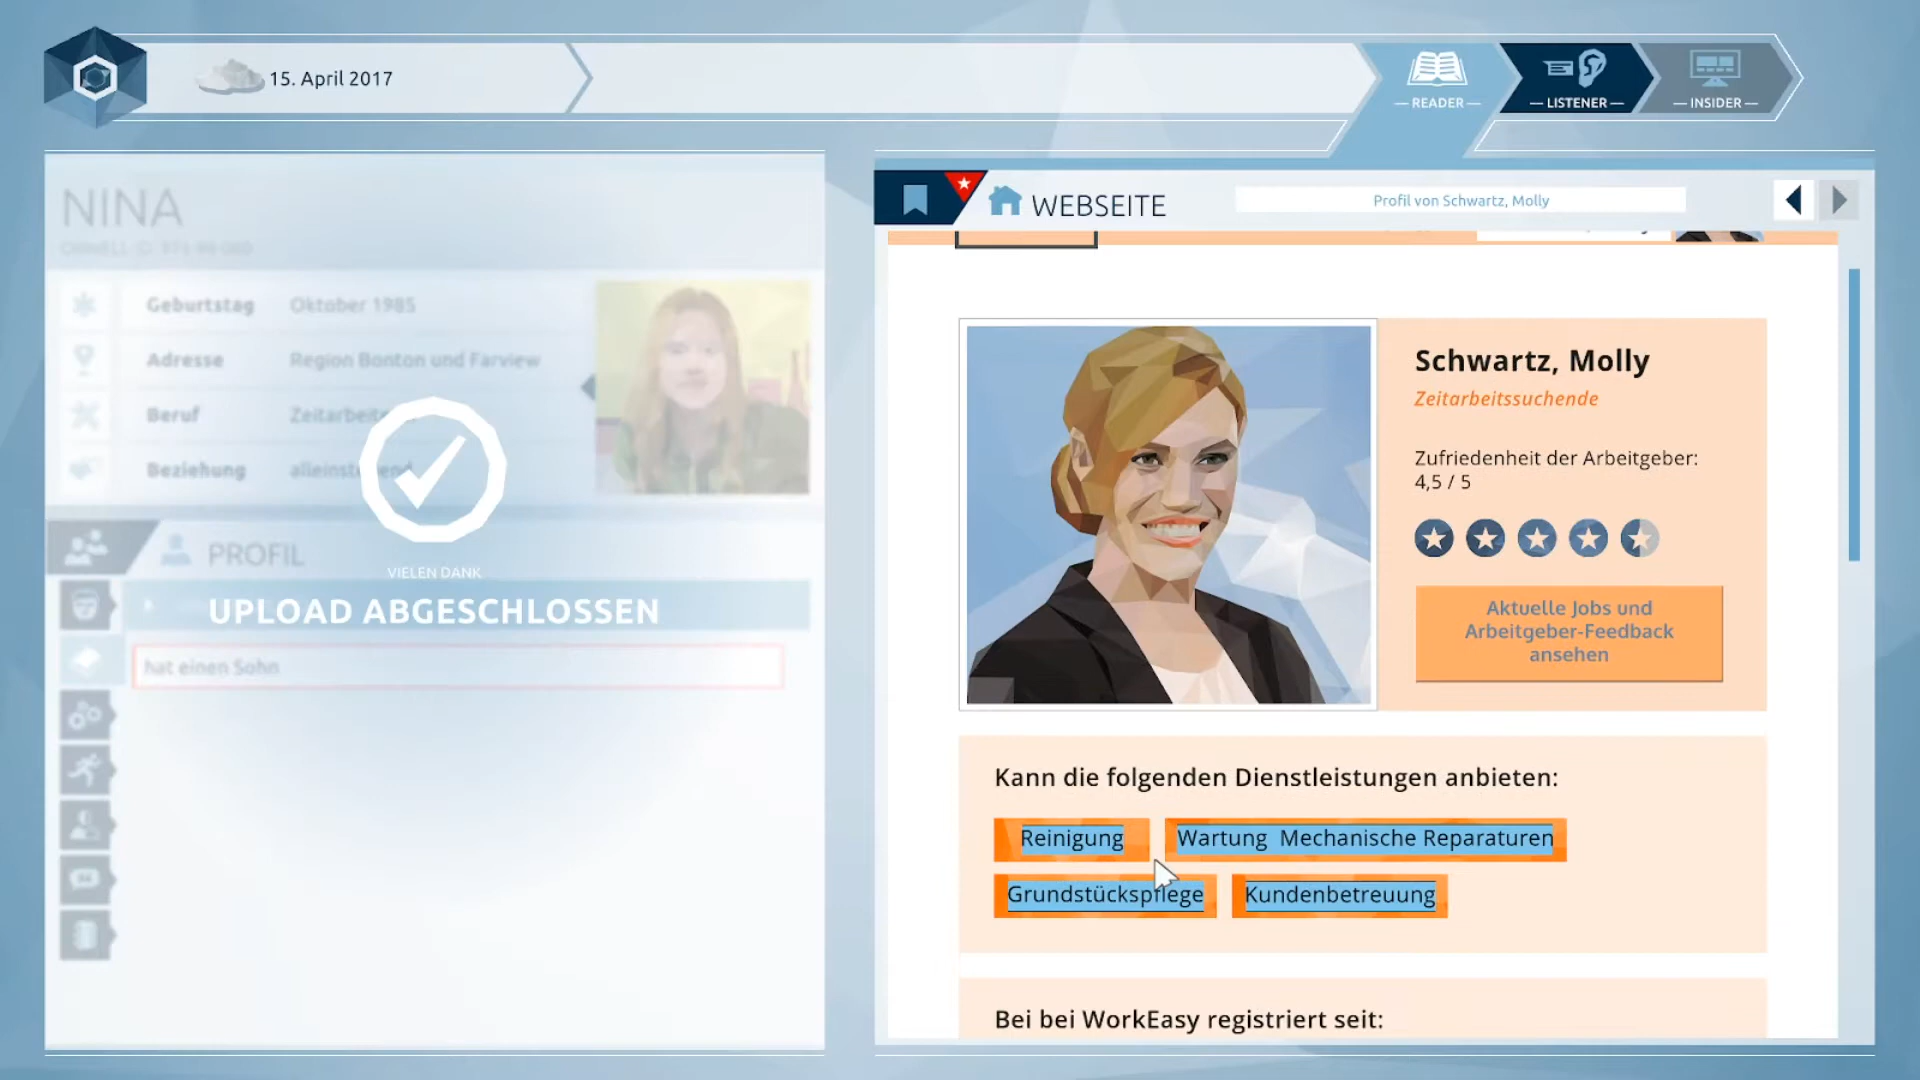 15. April 2017
READER
LISTENER
INSIDER
NINA
Geburtstag Oktober 1985
Adresse Region Bonton und Farview
Beruf
Beziehung
PROFIL
VIELEN DANK
UPLOAD ABGESCHLOSSEN
hat einen Sohn
WEBSEITE
Profil von Schwartz, Molly
Schwartz, Molly
Zeitarbeitssuchende
Zufriedenheit der Arbeitgeber:
4,5 / 5
Aktuelle Jobs und
Arbeitgeber-Feedback
ansehen
Kann die folgenden Dienstleistungen anbieten:
Reinigung Wartung Mechanische Reparaturen
Grundstückspflege Kundenbetreuung
Bei bei WorkEasy registriert seit: